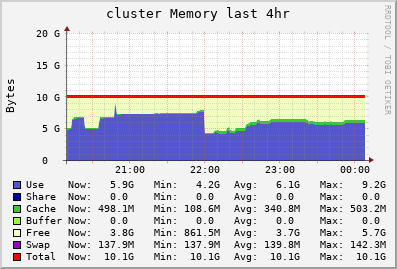 cluster Memory last 4hr
RRDTOOL / TOBI OETIKER
Bytes
20 G
15 G
10 G
5 G
0
21:00 22:00 23:00 00:00
Use Now: 5.9G Min: 4.2G Avg: 6.1G Max: 9.2G
Share Now: 0.0 Min: 0.0 Avg: 0.0 Max: 0.0
Cache Now: 498.1M Min: 108.6M Avg: 340.8M Max: 503.2M
Buffer Now: 0.0 Min: 0.0 Avg: 0.0 Max: 0.0
Free Now: 3.8G Min: 861.5M Avg: 3.7G Max: 5.7G
Swap Now: 137.9M Min: 137.9M Avg: 139.8M Max: 142.3M
Total Now: 10.1G Min: 10.1G Avg: 10.1G Max: 10.1G